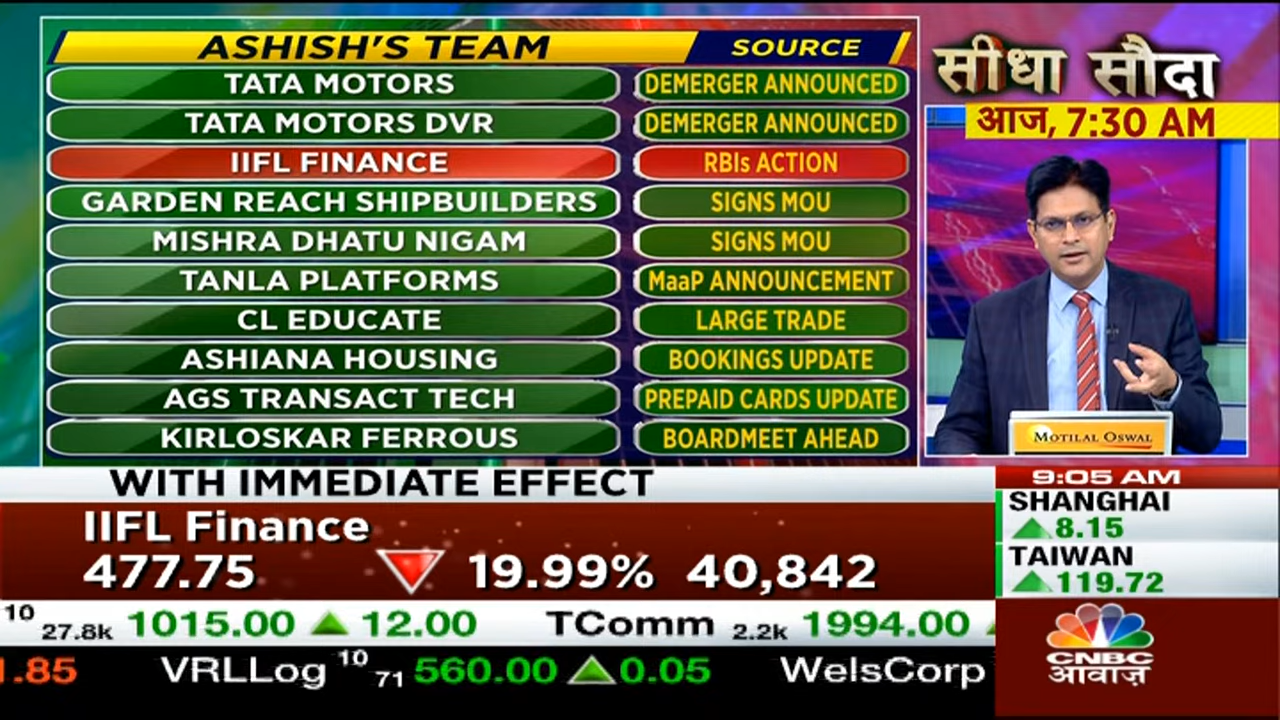 ASHISH'S TEAM SOURCE
TATA MOTORS DEMERGER ANNOUNCED
TATA MOTORS DVR DEMERGER ANNOUNCED
IIFL FINANCE RBIs ACTION
GARDEN REACH SHIPBUILDERS SIGNS MOU
MISHRA DHATU NIGAM SIGNS MOU
TANLA PLATFORMS MaaP ANNOUNCEMENT
CL EDUCATE LARGE TRADE
ASHIANA HOUSING BOOKINGS UPDATE
AGS TRANSACT TECH PREPAID CARDS UPDATE
KIRLOSKAR FERROUS BOARDMEET AHEAD
सीधा सौदा
आज, 7:30 AM
MOTILAL OSWAL
WITH IMMEDIATE EFFECT
IIFL Finance
477.75 19.99% 40,842
9:05 AM
SHANGHAI
8.15
TAIWAN
119.72
10 27.8k 1015.00 12.00 TComm 2.2k 1994.00
1.85 VRLLog 10 71 560.00 0.05 WelsCorp
CNBC
आवाज़